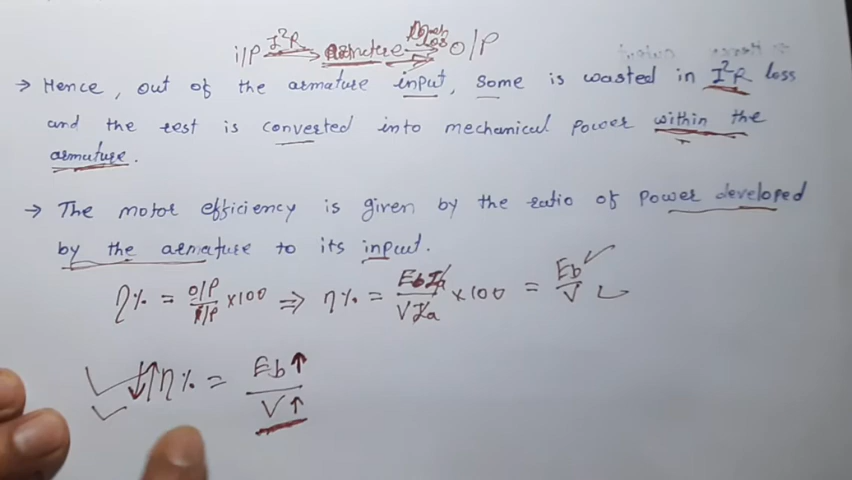 i/P I²R armature Loss O/P
→ Hence, out of the armature input, some is wasted in I²R loss
and the rest is converted into mechanical power within the
armature.
→ The motor efficiency is given by the ratio of power developed
by the armature to its input.
η% = O/P / I/P × 100 ⇒ η% = EbIa / VIa × 100 = Eb / V
↓↑η% = Eb↑ / V↑